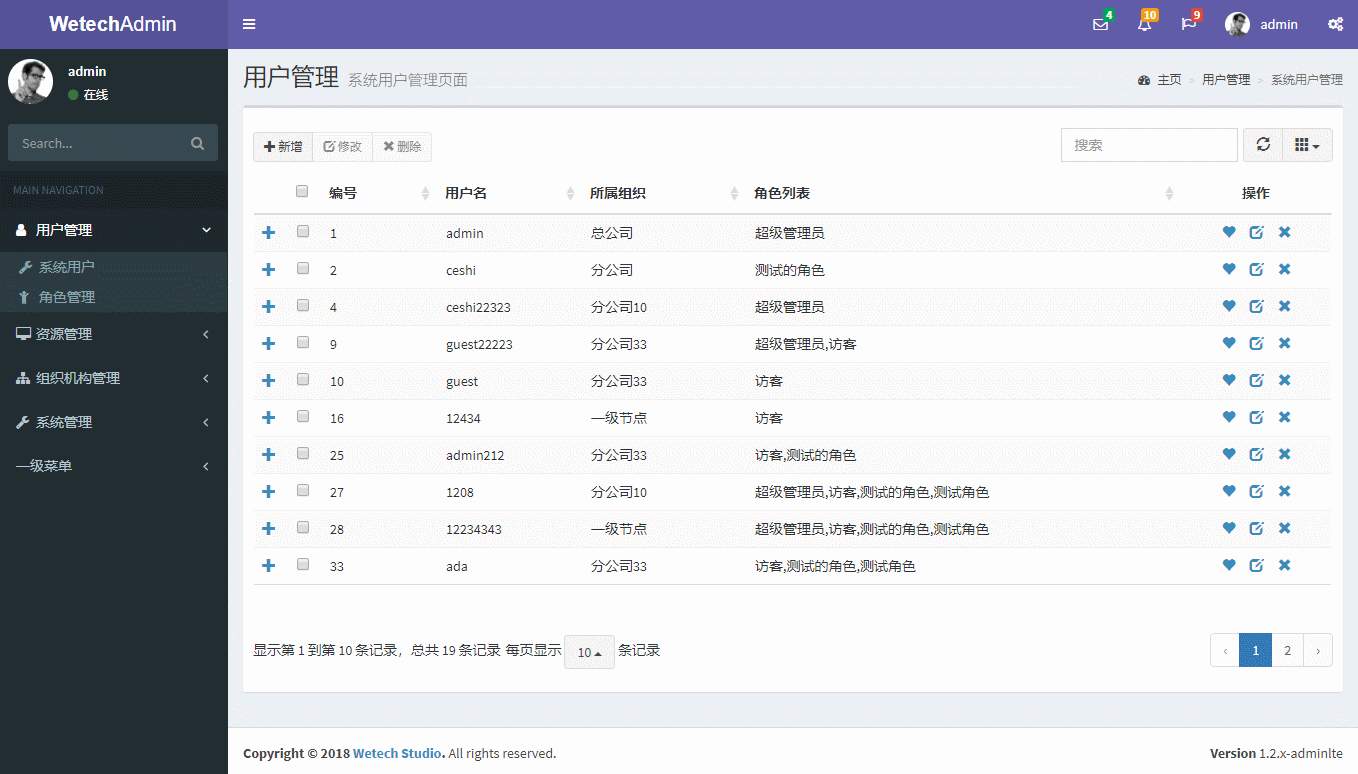 WetechAdmin
4
10
9
admin
admin
在线
Search...
MAIN NAVIGATION
用户管理
系统用户
角色管理
资源管理
组织机构管理
系统管理
一级菜单
用户管理 系统用户管理页面
主页 > 用户管理 > 系统用户管理
新增 修改 删除
搜索
编号 用户名 所属组织 角色列表 操作
1 admin 总公司 超级管理员
2 ceshi 分公司 测试的角色
4 ceshi22323 分公司10 超级管理员
9 guest22223 分公司33 超级管理员,访客
10 guest 分公司33 访客
16 12434 一级节点 访客
25 admin212 分公司33 访客,测试的角色
27 1208 分公司10 超级管理员,访客,测试的角色,测试角色
28 12234343 一级节点 超级管理员,访客,测试的角色,测试角色
33 ada 分公司33 访客,测试的角色,测试角色
显示第 1 到第 10 条记录，总共 19 条记录 每页显示 10 条记录
‹ 1 2 ›
Copyright © 2018 Wetech Studio. All rights reserved.
Version 1.2.x-adminlte